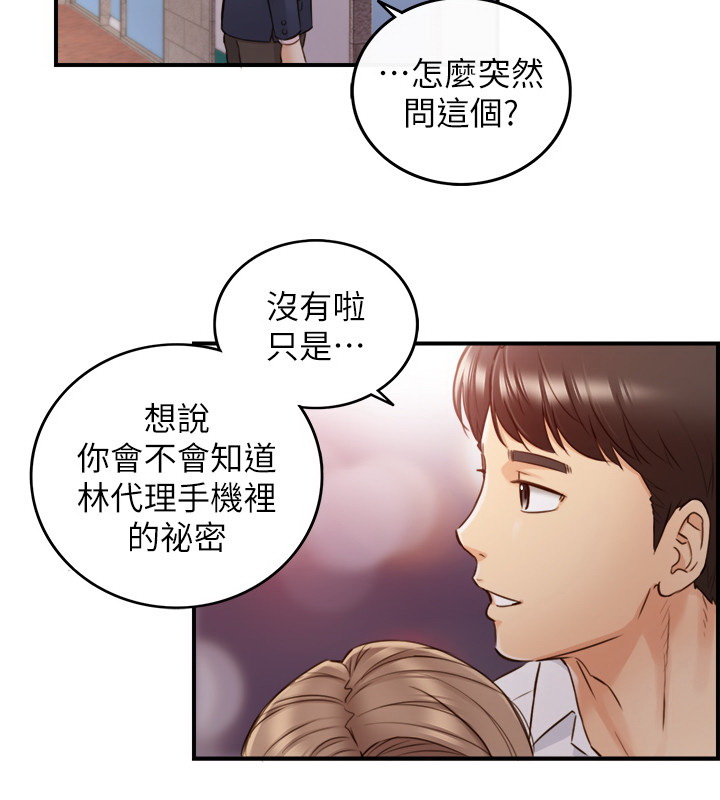 …怎麼突然
問這個?
沒有啦
只是…
想說
你會不會知道
林代理手機裡
的祕密